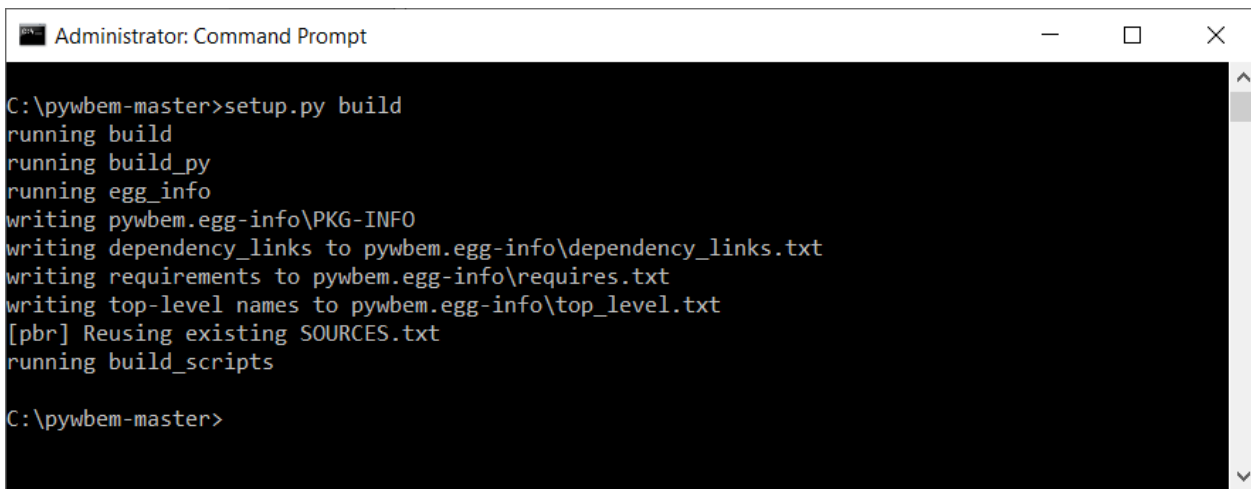 Administrator: Command Prompt
C:\pywbem-master>setup.py build
running build
running build_py
running egg_info
writing pywbem.egg-info\PKG-INFO
writing dependency_links to pywbem.egg-info\dependency_links.txt
writing requirements to pywbem.egg-info\requires.txt
writing top-level names to pywbem.egg-info\top_level.txt
[pbr] Reusing existing SOURCES.txt
running build_scripts
C:\pywbem-master>